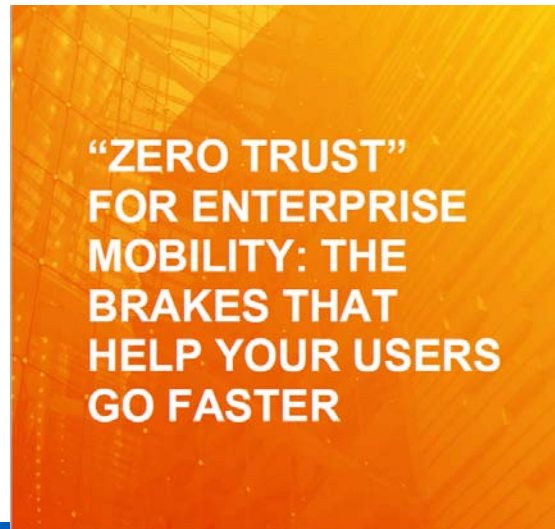 “ZERO TRUST”
FOR ENTERPRISE
MOBILITY: THE
BRAKES THAT
HELP YOUR USERS
GO FASTER